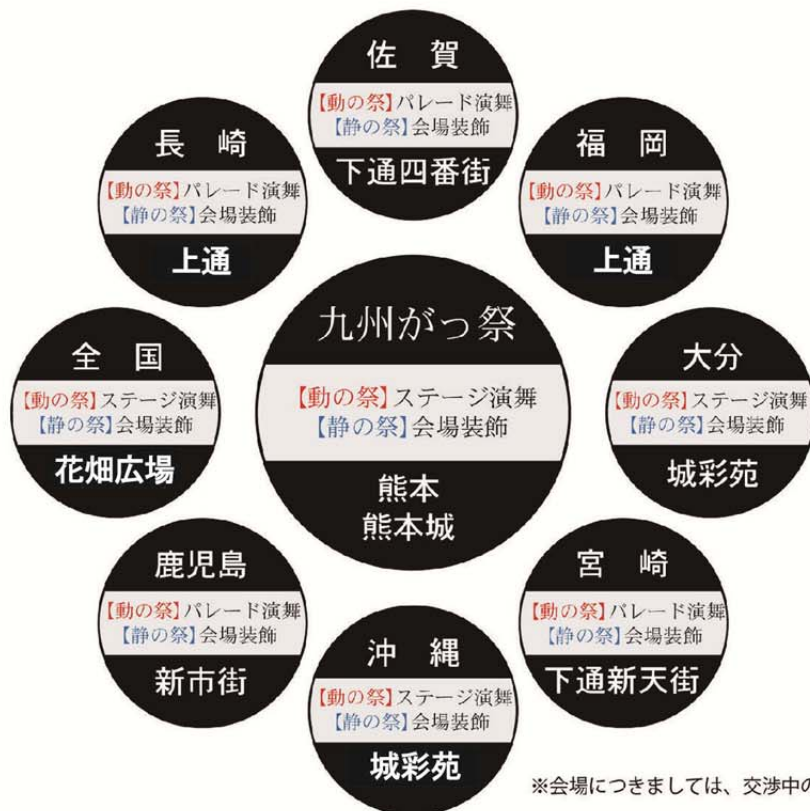 佐　賀
【動の祭】パレード演舞
【静の祭】会場装飾
下通四番街
長　崎
【動の祭】パレード演舞
【静の祭】会場装飾
上通
福　岡
【動の祭】パレード演舞
【静の祭】会場装飾
上通
九州がっ祭
【動の祭】ステージ演舞
【静の祭】会場装飾
熊本
熊本城
全　国
【動の祭】ステージ演舞
【静の祭】会場装飾
花畑広場
大分
【動の祭】ステージ演舞
【静の祭】会場装飾
城彩苑
鹿児島
【動の祭】パレード演舞
【静の祭】会場装飾
新市街
宮　崎
【動の祭】パレード演舞
【静の祭】会場装飾
下通新天街
沖　縄
【動の祭】ステージ演舞
【静の祭】会場装飾
城彩苑
※会場につきましては、交渉中の